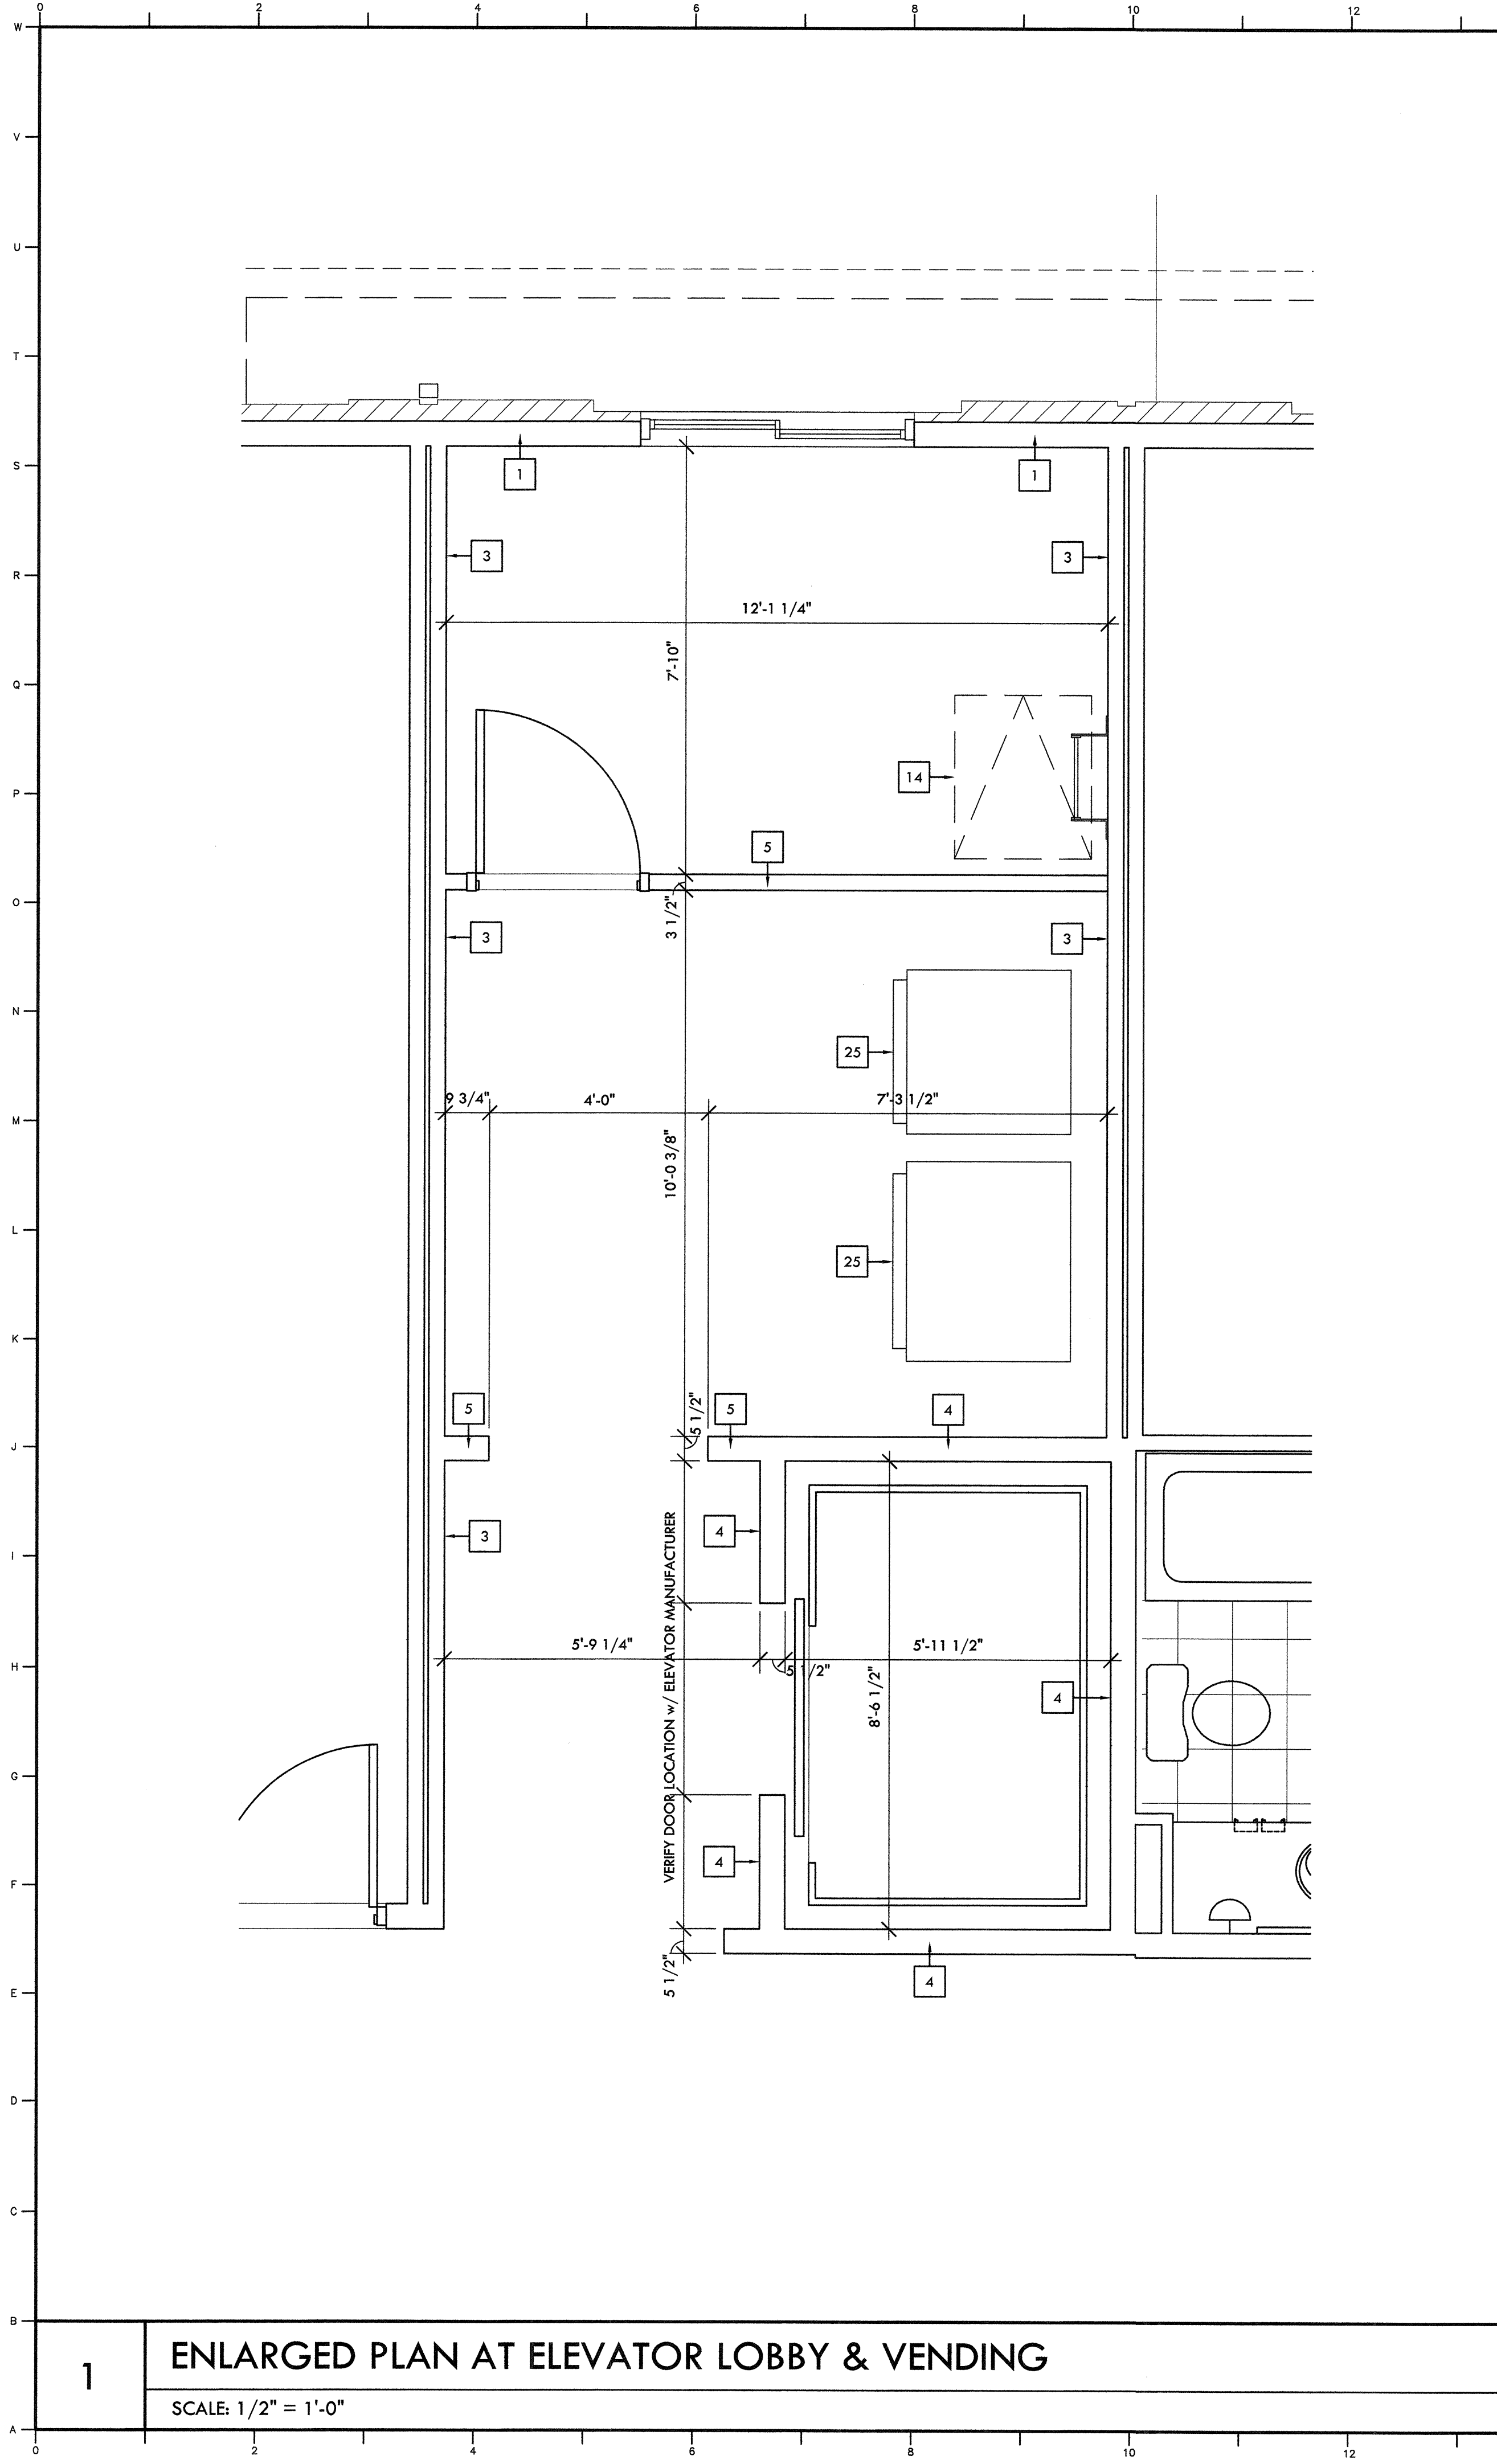 0 2 4 6 8 10 12
W
V
U
T
S
1 1
3 3
R
12'-1 1/4"
7'-10"
Q
14
P
5
O
3 1/2"
3 3
N
25
9 3/4" 4'-0" 7'-3 1/2"
M
10'-0 3/8"
L
25
K
5 5 1/2" 5 4
J
3 4
I
VERIFY DOOR LOCATION w/ ELEVATOR MANUFACTURER
5'-9 1/4" 5 1/2" 5'-11 1/2"
H
8'-6 1/2"
4
G
4
F
5 1/2"
4
E
D
C
B
1
ENLARGED PLAN AT ELEVATOR LOBBY & VENDING
SCALE: 1/2" = 1'-0"
A
0 2 4 6 8 10 12